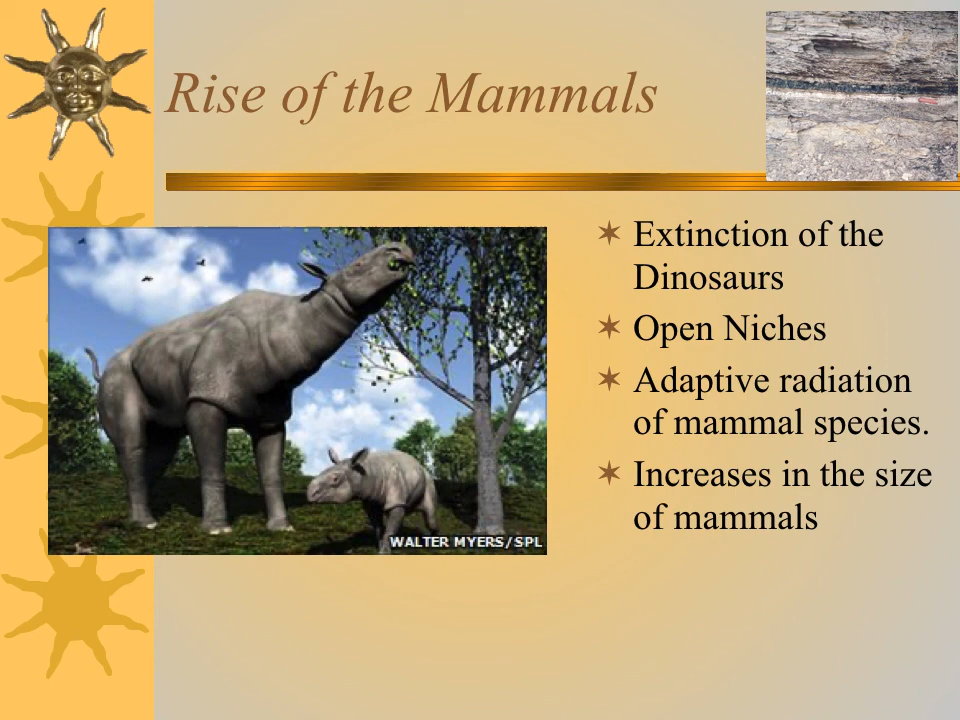 Rise of the Mammals
WALTER MYERS/SPL
Extinction of the
Dinosaurs
Open Niches
Adaptive radiation
of mammal species.
Increases in the size
of mammals